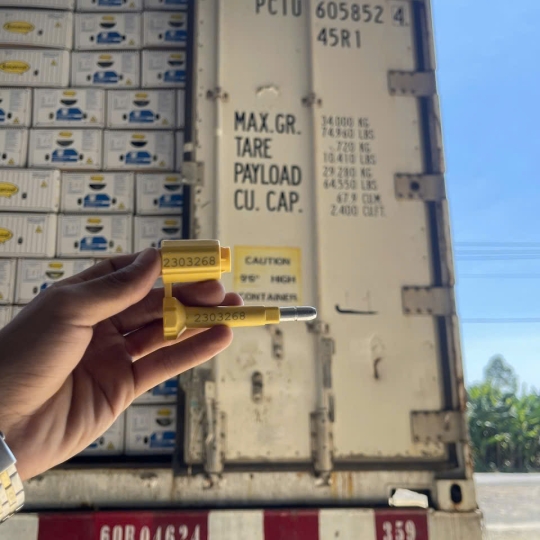 PCIU 605852 4
45R1
MAX.GR. 34.000 KG.
74.960 LBS
TARE 4.720 KG.
10.410 LBS
PAYLOAD 29.280 KG.
64.550 LBS
CU. CAP. 67.9 CU.M.
2.400 CU.FT.
2303268
CAUTION
9'6" HIGH
CONTAINER
2303268
60R04624
359